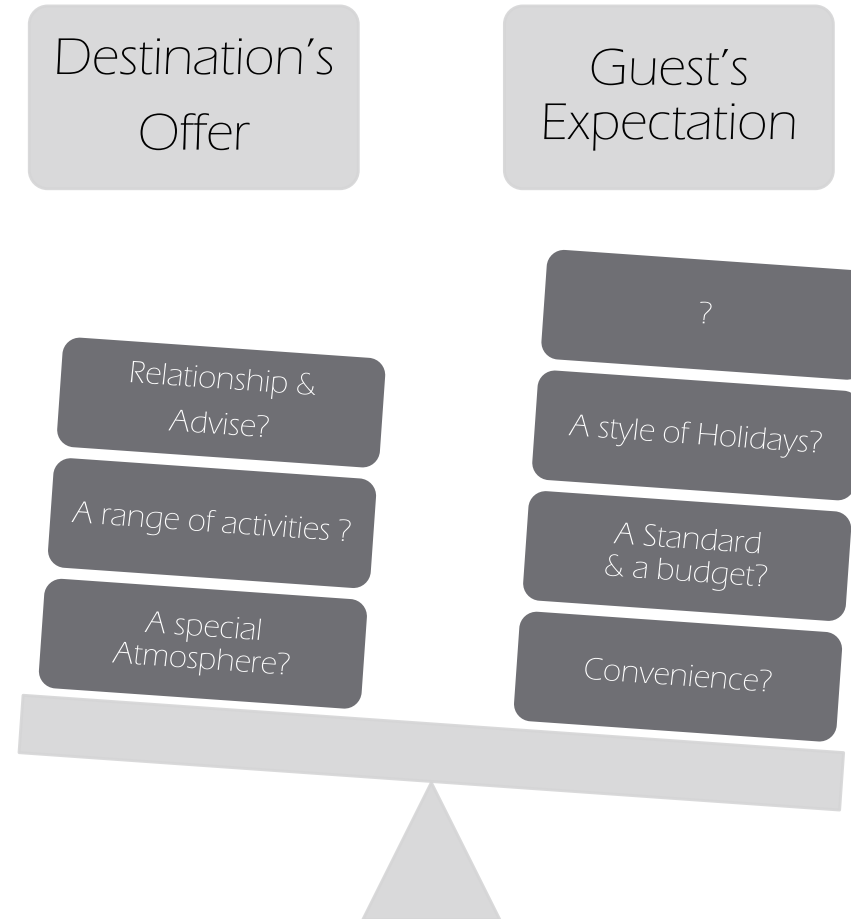 Destination’s
Offer
Guest’s
Expectation
Relationship &
Advise?
A range of activities ?
A special
Atmosphere?
?
A style of Holidays?
A Standard
& a budget?
Convenience?